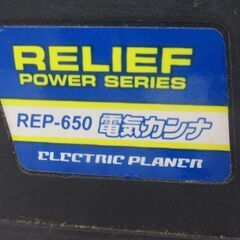 RELIEF
POWER SERIES
REP-650 電気カンナ
ELECTRIC PLANER